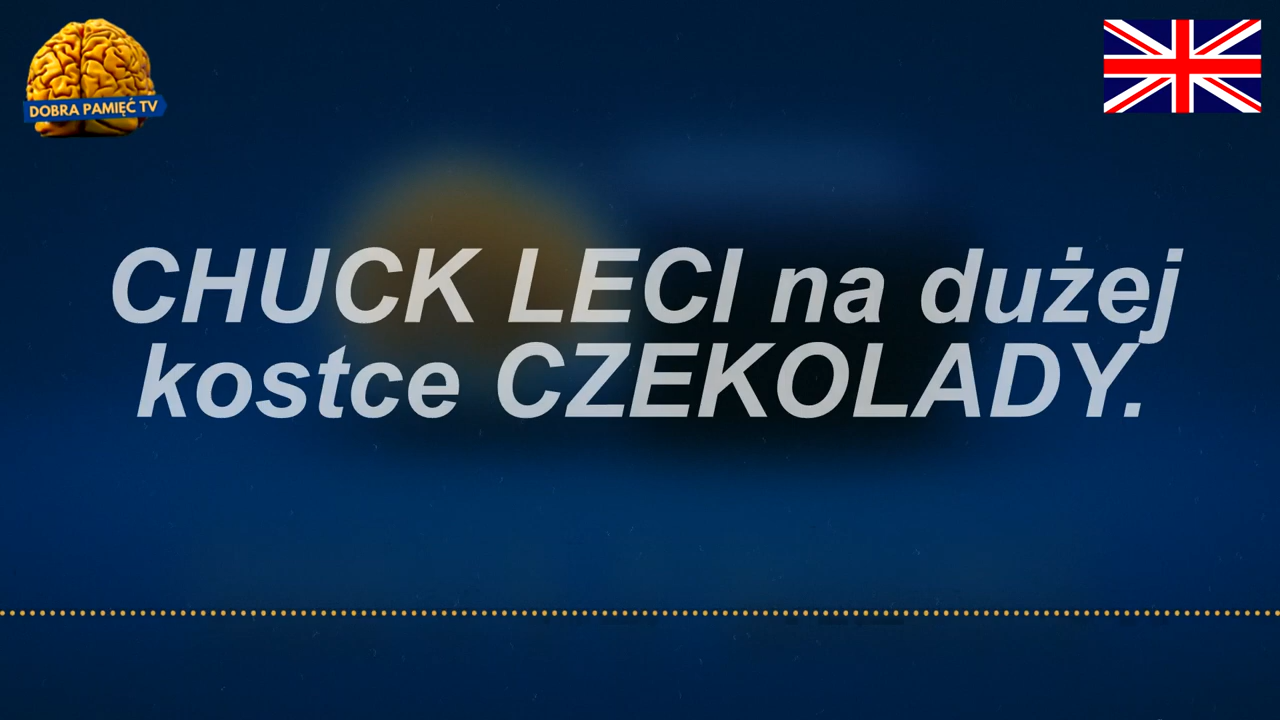 DOBRA PAMIĘĆ TV
CHUCK LECI na dużej
kostce CZEKOLADY.